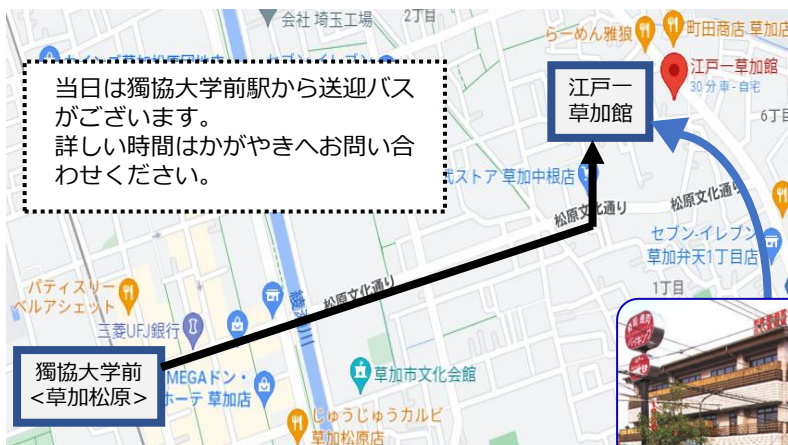 会社 埼玉工場
2丁目
らーめん雅狼
町田商店 草加店
江戸一草加館
30 分 車 - 自宅
6丁目
当日は獨協大学前駅から送迎バス
がございます。
詳しい時間はかがやきへお問い合
わせください。
江戸一
草加館
ストア 草加中根店
松原文化通り
松原文化通り
セブン-イレブン
草加弁天1丁目店
1丁目
松原文化通り
パティスリー
ベルアシェット
三菱UFJ銀行
綾瀬川
獨協大学前
<草加松原>
MEGAドン・
ホーテ 草加店
草加市文化会館
じゅうじゅうカルビ
草加松原店
バイキング